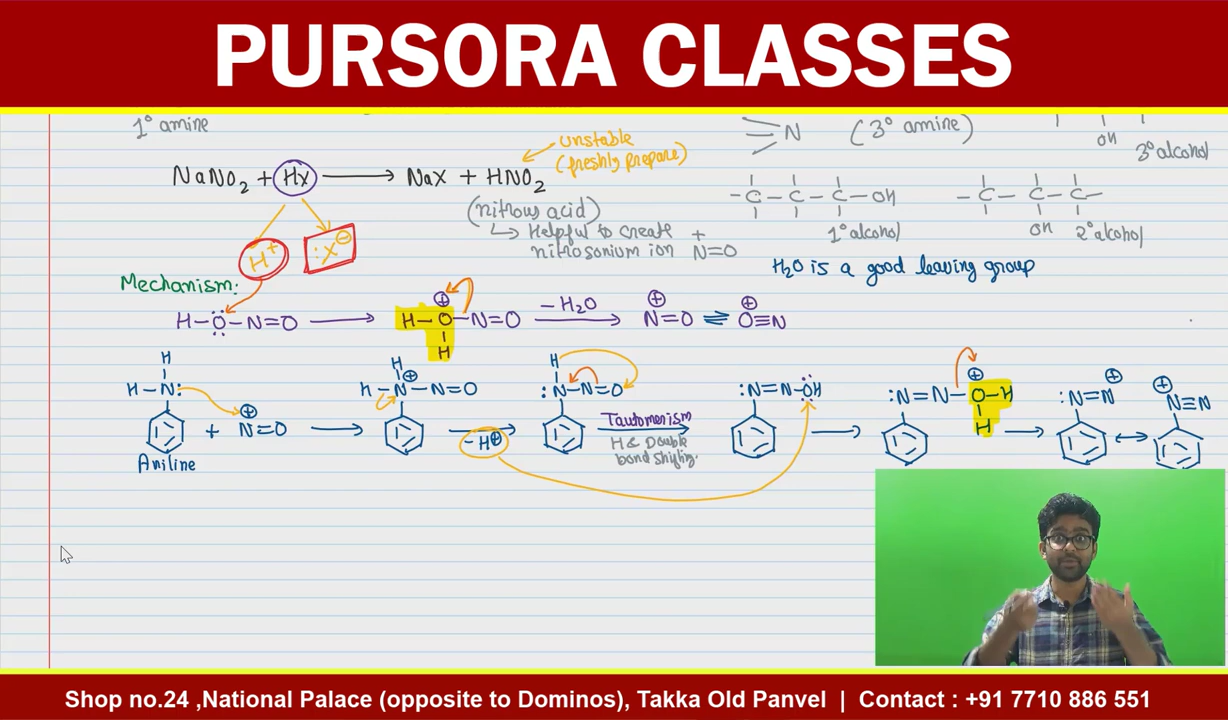 PURSORA CLASSES
1° amine
N (3° amine)
OH
3° alcohol
unstable
(freshly prepare)
NaNO₂ + HX ⟶ NaX + HNO₂
(nitrous acid)
↳ Helpful to create
nitrosonium ion
+
N=O
-C-C-C-OH
1° alcohol
-C-C-C-
OH 2° alcohol
H⁺ :X⊖
H₂O is a good leaving group
Mechanism:
H-Ö-N=O ⟶ H-O⊕-N=O -H₂O ⟶ N⊕=O ⇌ O⊕≡N
H
H H H
H-N: H-N⊕-N=O :N-N=O :N=N-ÖH :N=N-O⊕-H :N=N⊕ ⊕N≡N
H
+ ⊕N=O ⟶ -H⊕ ⟶ Tautomerism ⟶ ⟶ ⟶ ⟷
H & Double
bond shifting.
Aniline
Shop no.24 ,National Palace (opposite to Dominos), Takka Old Panvel | Contact : +91 7710 886 551